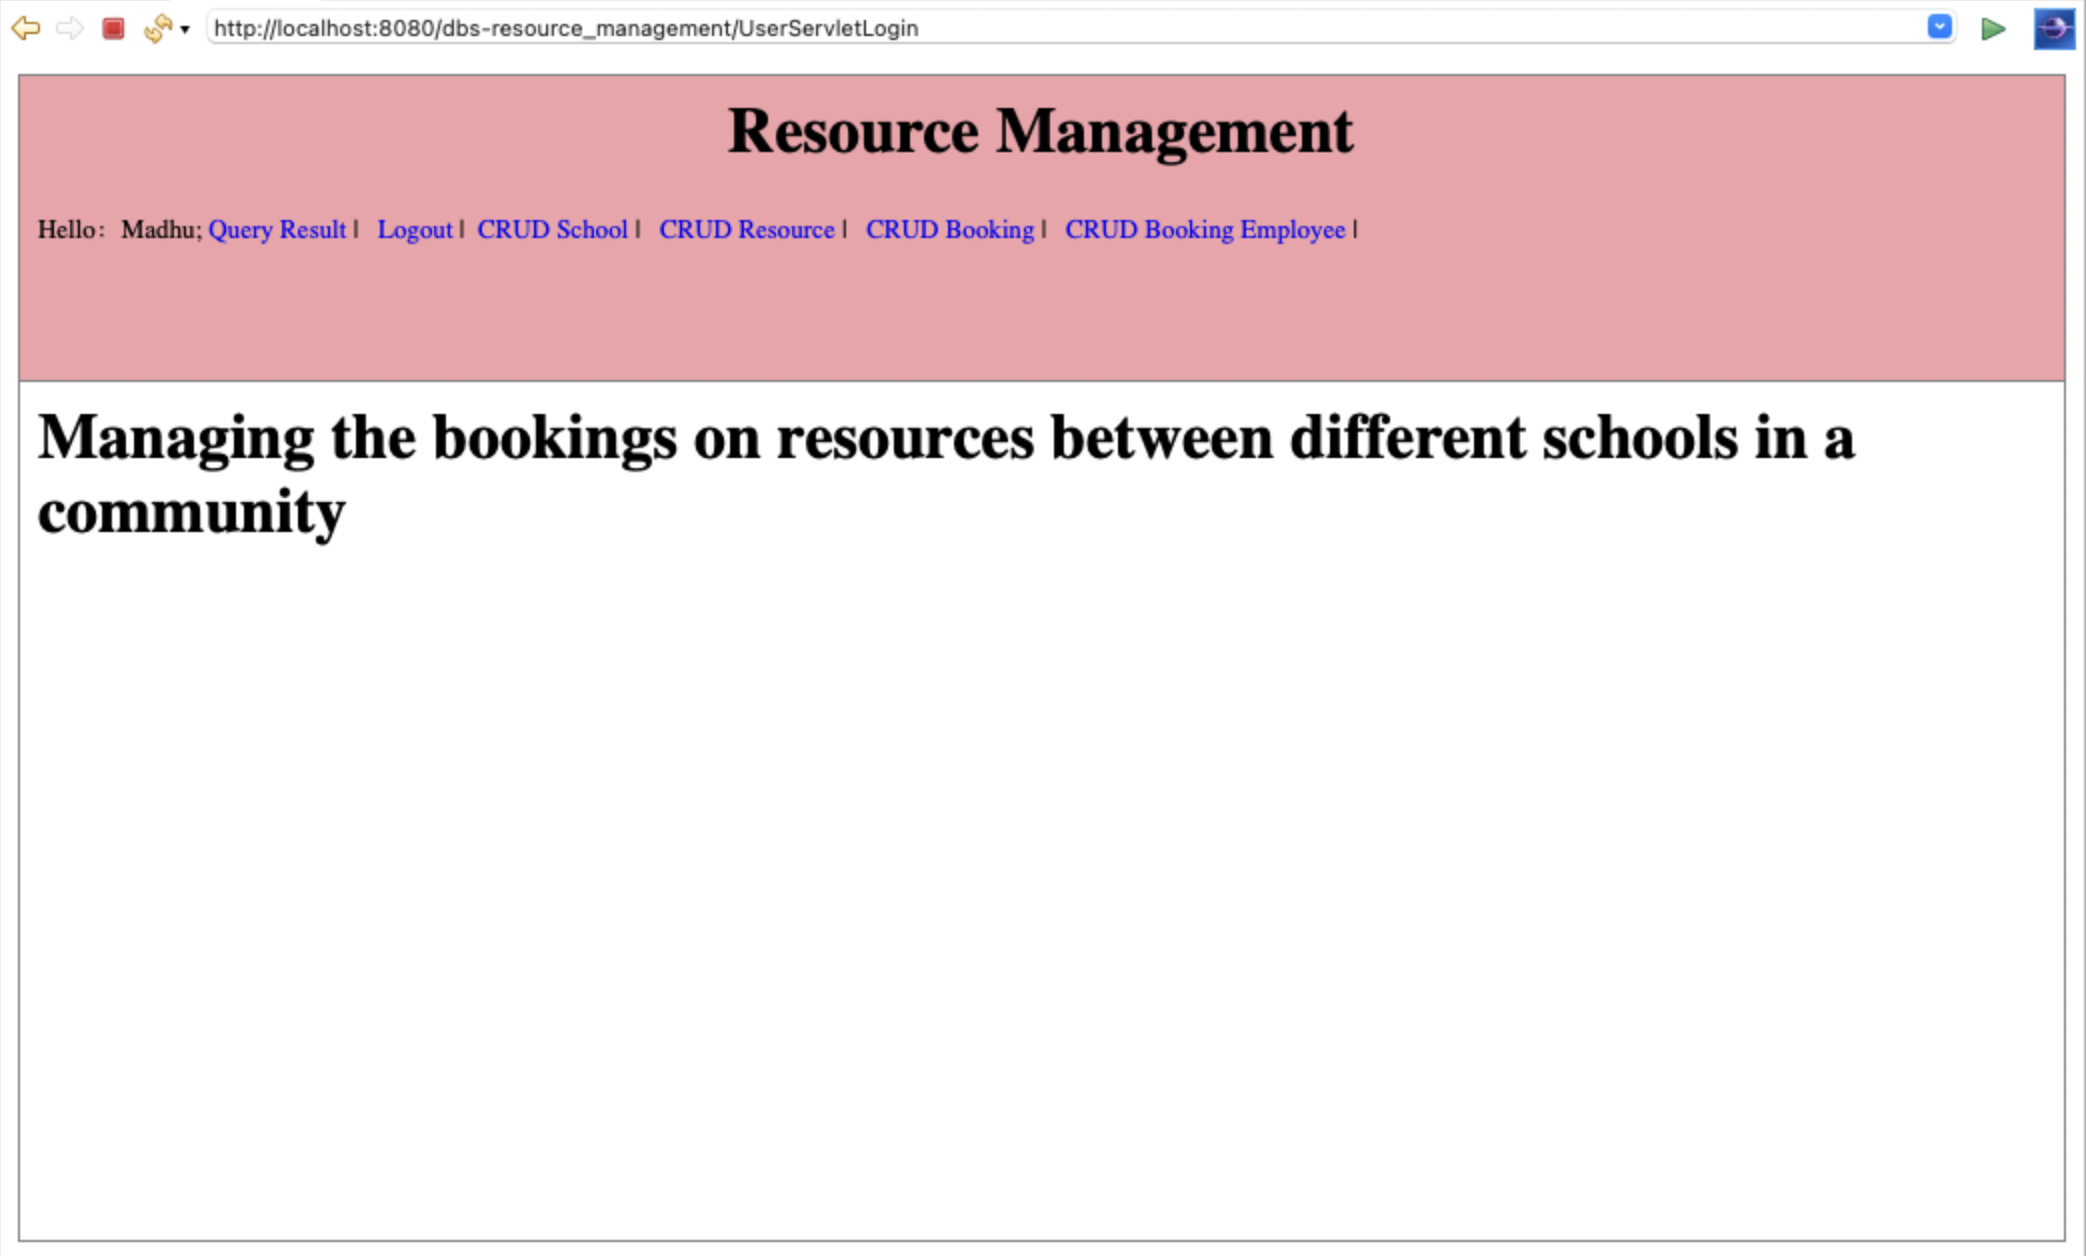 http://localhost:8080/dbs-resource_management/UserServletLogin
Resource Management
Hello: Madhu; Query Result | Logout | CRUD School | CRUD Resource | CRUD Booking | CRUD Booking Employee |
Managing the bookings on resources between different schools in a
community